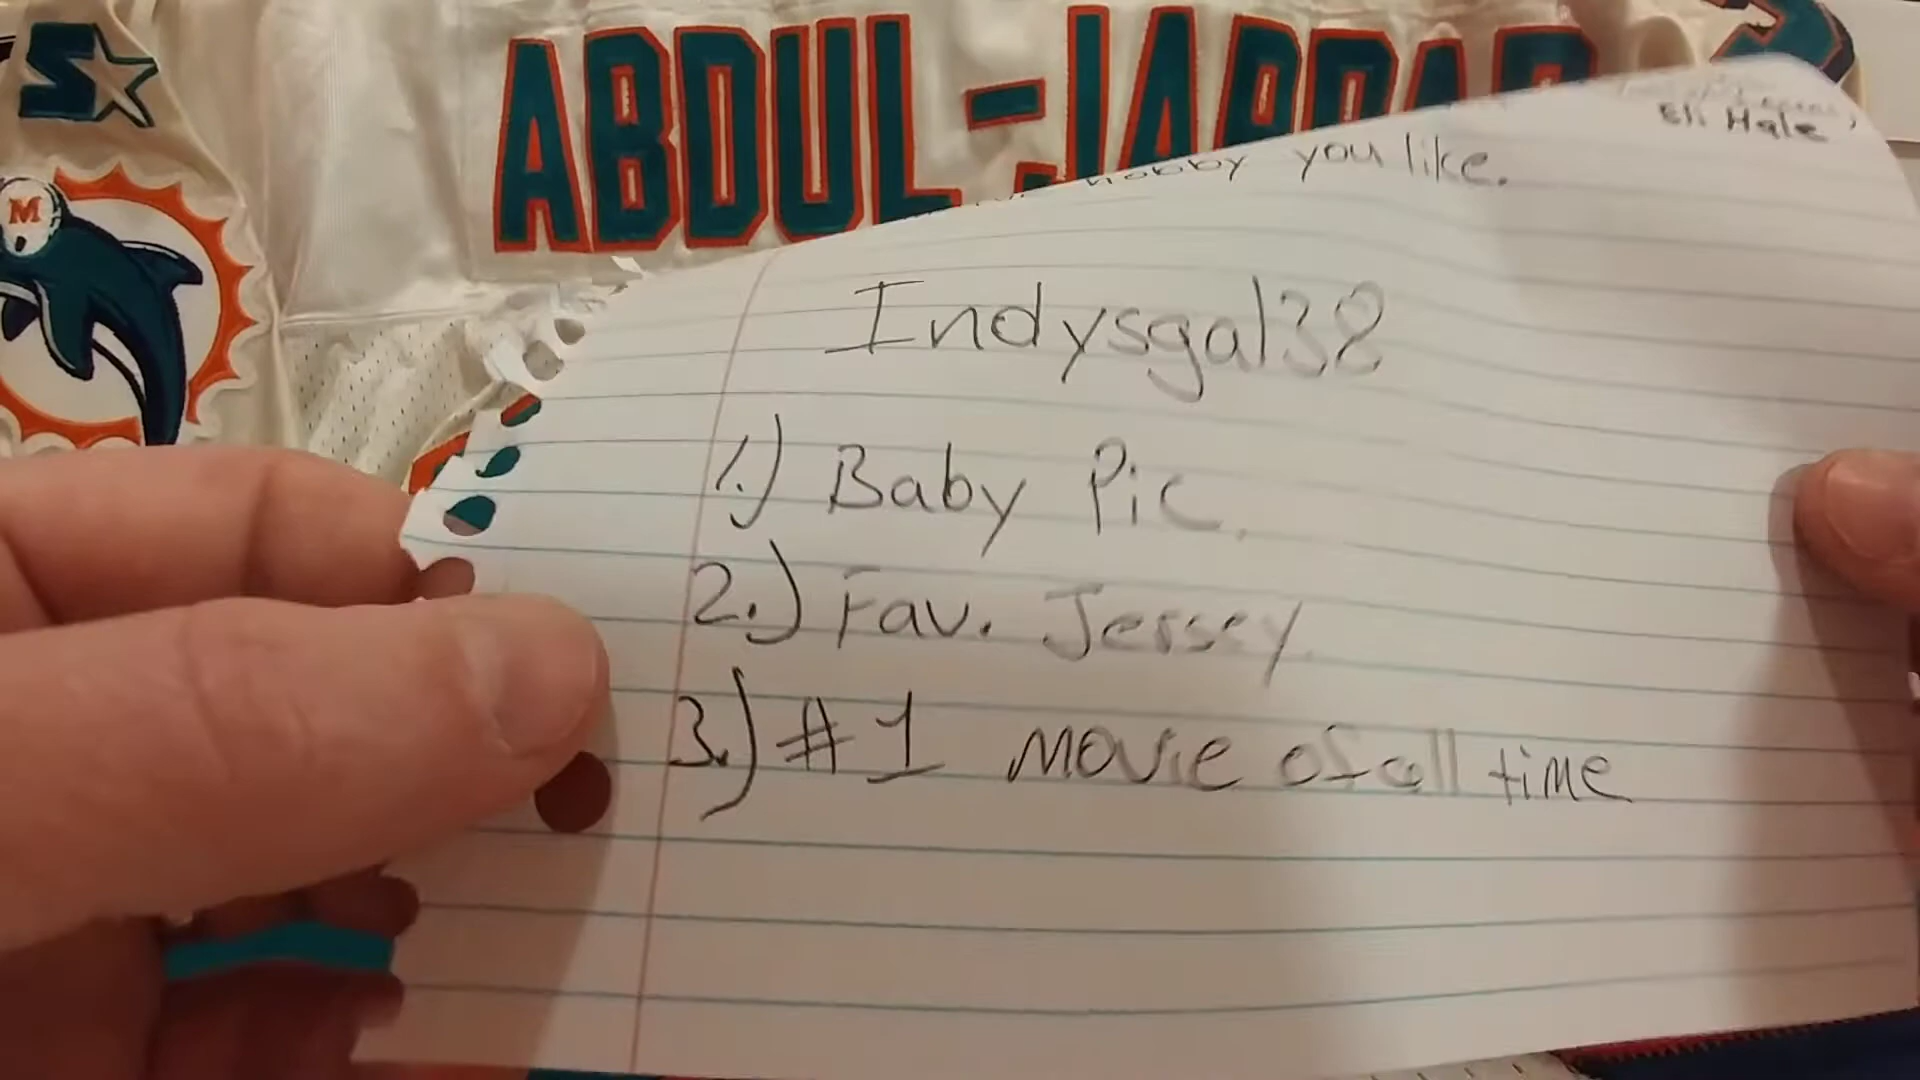 ABDUL-JABBAR
M
Eli Hale
hobby you like.
Indysgal38
1.) Baby Pic.
2.) Fav. Jersey.
3.) #1 Movie of all time